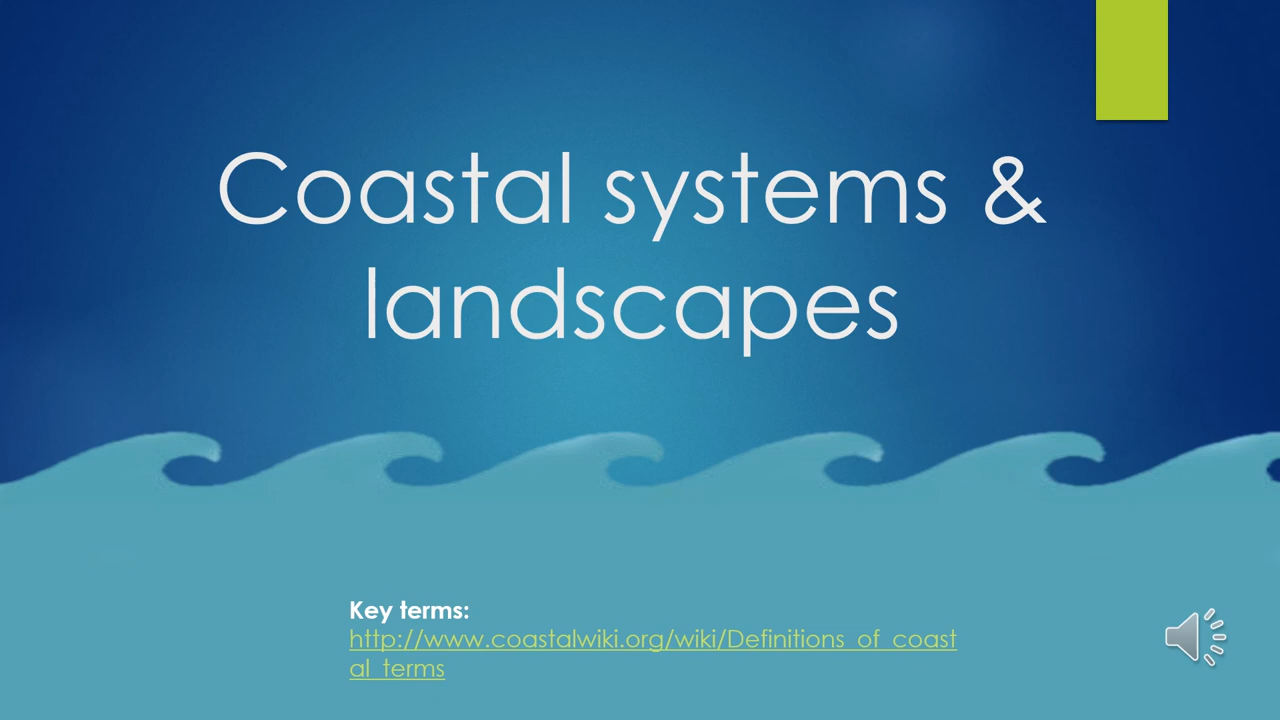 Coastal systems &
landscapes
Key terms:
http://www.coastalwiki.org/wiki/Definitions_of_coast
al_terms